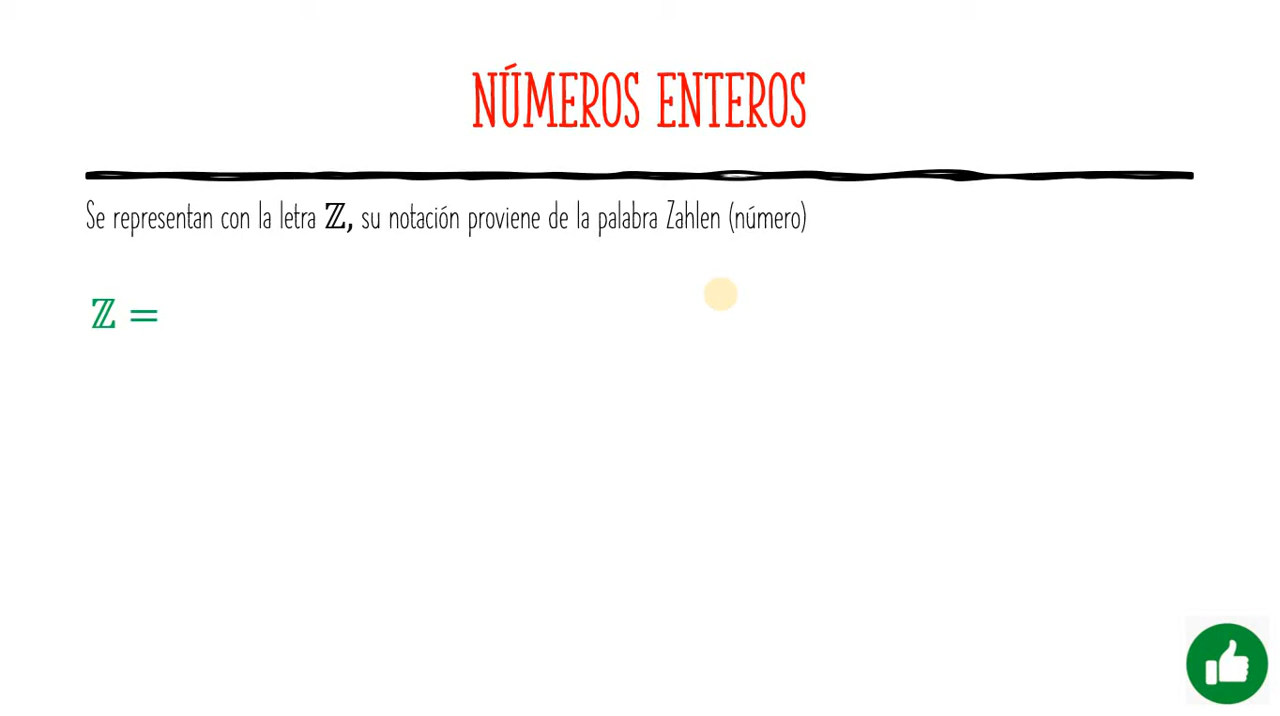 NÚMEROS ENTEROS
Se representan con la letra ℤ, su notación proviene de la palabra Zahlen (número)
ℤ =